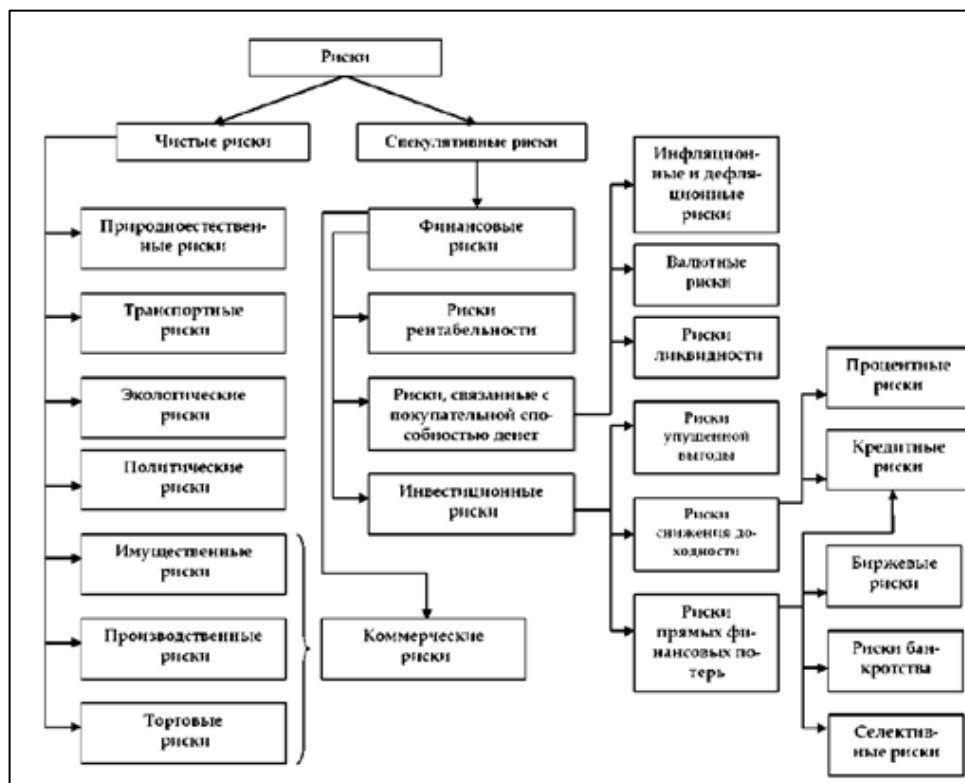 Риски
Чистые риски
Спекулятивные риски
Природноестествен-
ные риски
Транспортные
риски
Экологические
риски
Политические
риски
Имущественные
риски
Производственные
риски
Тортовые
риски
Финансовые
риски
Риски
рентабельности
Риски, связанные с
покупательной спо-
собностью денег
Инвестиционные
риски
Коммерческие
риски
Инфляцион-
ные и дефля-
ционные
риски
Валютные
риски
Риски
ликвидности
Риски
упущенной
выгоды
Риски
снижения до-
ходности
Риски
прямых фи-
нансовых по-
терь
Процентные
риски
Кредитные
риски
Биржевые
риски
Риски бан-
кротства
Селектив-
ные риски